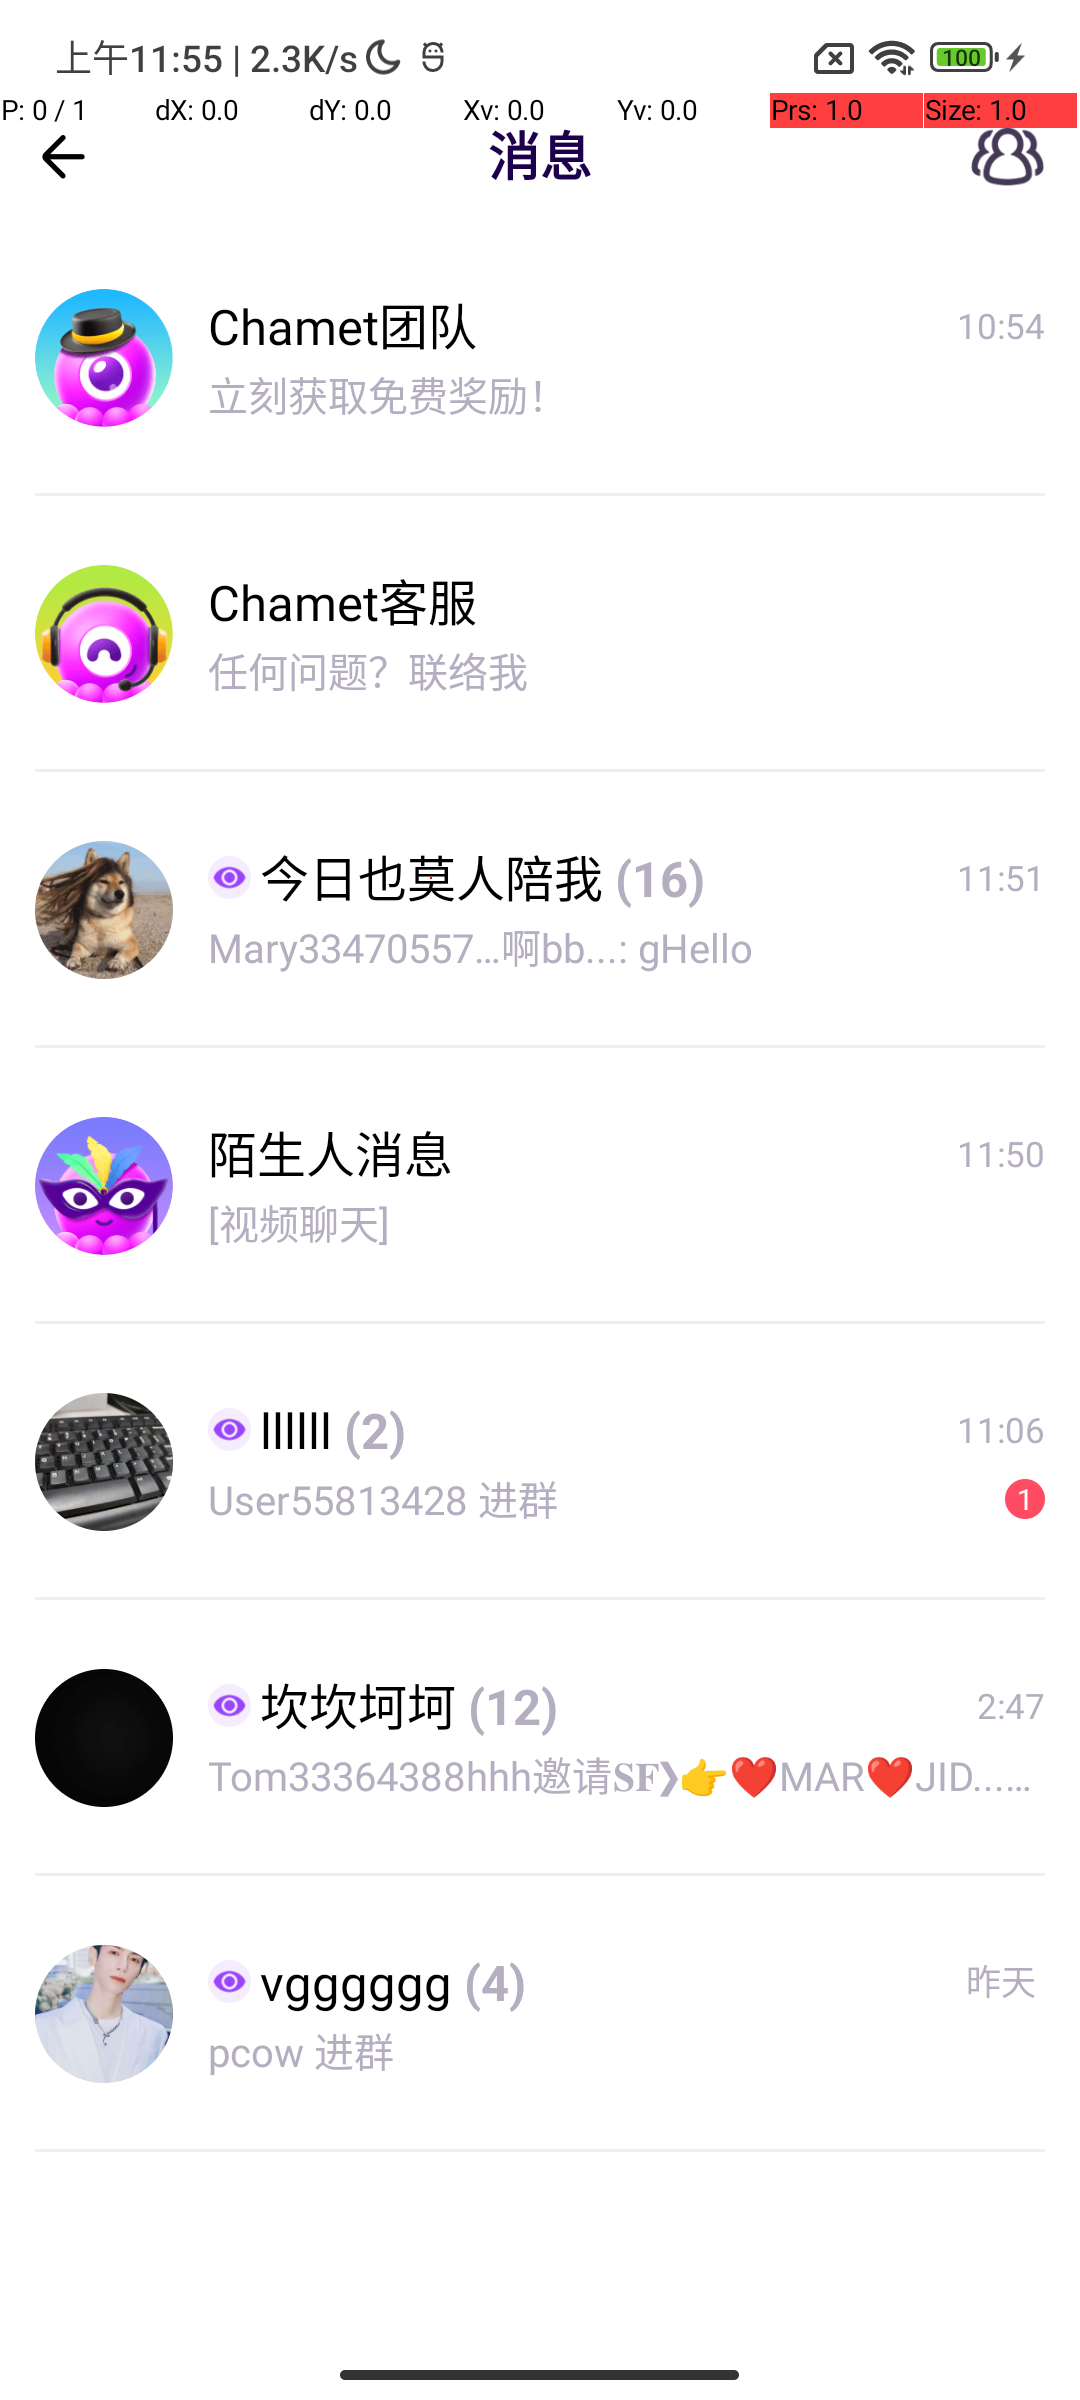 上午11:55 | 2.3K/s
100
P: 0 / 1 dX: 0.0 dY: 0.0 Xv: 0.0 Yv: 0.0 Prs: 1.0 Size: 1.0
消息
Chamet团队 10:54
立刻获取免费奖励！
Chamet客服
任何问题？联络我
今日也莫人陪我 (16) 11:51
Mary33470557...啊bb...: gHello
陌生人消息 11:50
[视频聊天]
llllll (2) 11:06
User55813428 进群 1
坎坎坷坷 (12) 2:47
Tom33364388hhh邀请𝐒𝐅❯👉❤️MAR❤️JID...…
vgggggg (4) 昨天
pcow 进群